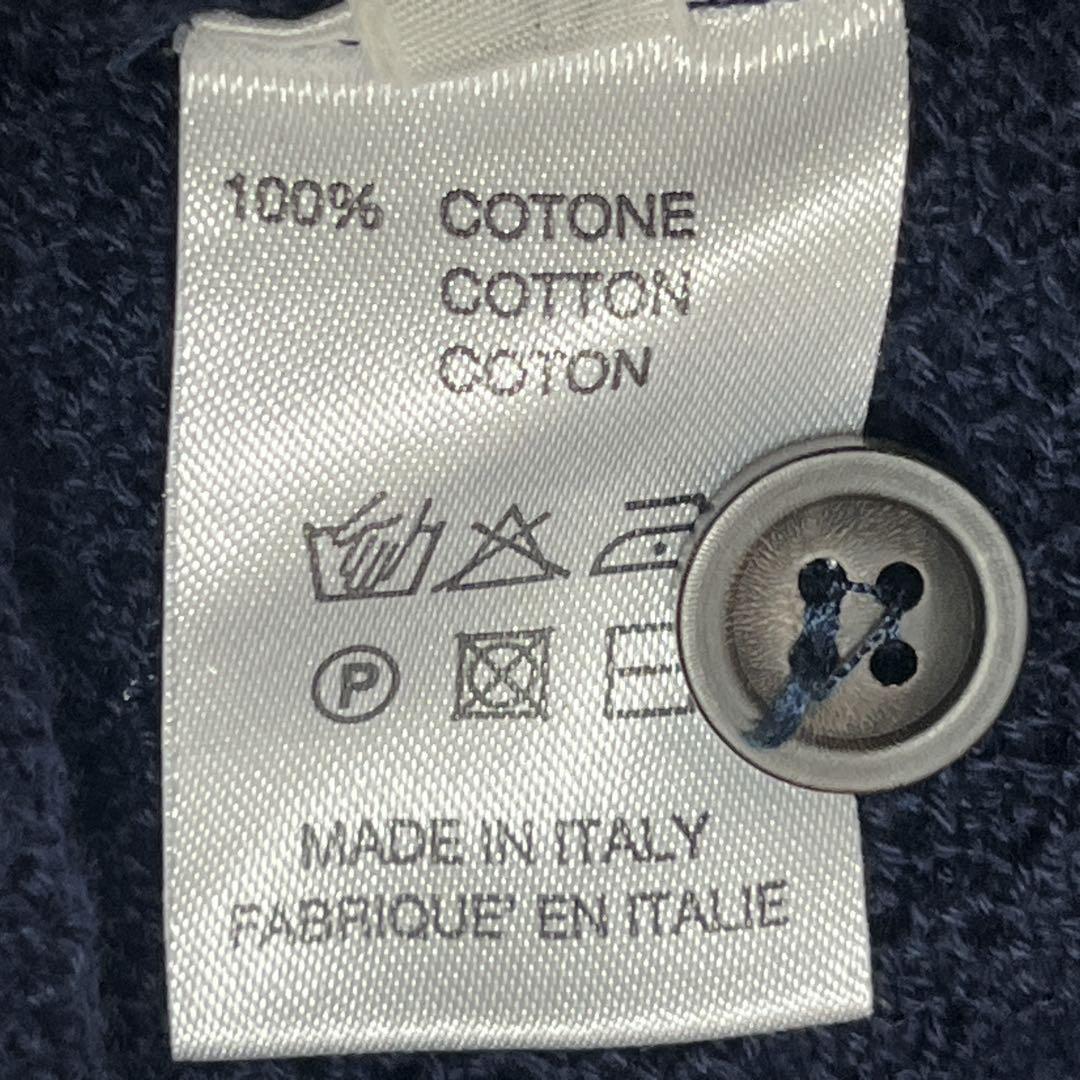 100% COTONE
COTTON
COTON
P
MADE IN ITALY
FABRIQUE' EN ITALIE